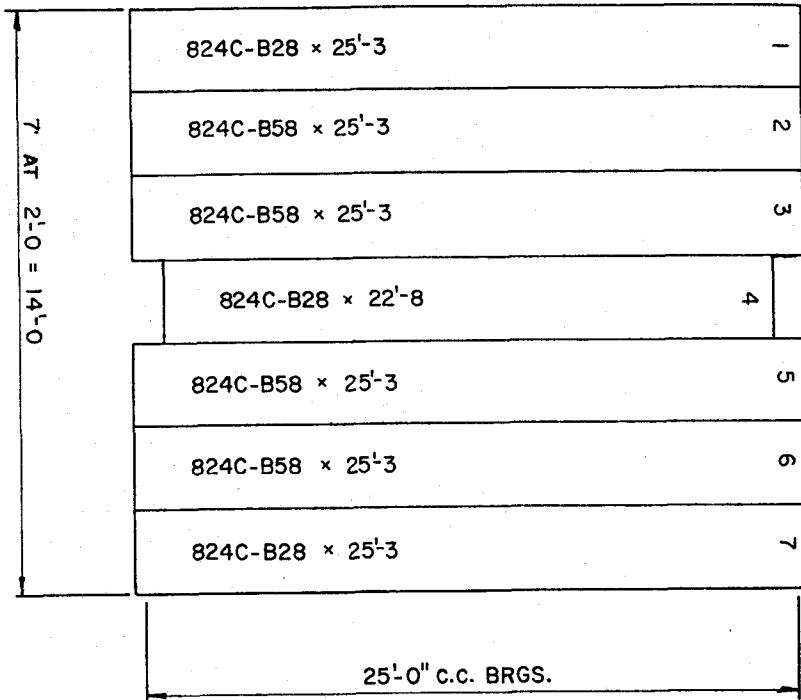 824C-B28 × 25'-3
1
824C-B58 × 25'-3
2
824C-B58 × 25'-3
3
824C-B28 × 22'-8
4
824C-B58 × 25'-3
5
824C-B58 × 25'-3
6
824C-B28 × 25'-3
7
7 AT 2'-0 = 14'-0
25'-0" C.C. BRGS.